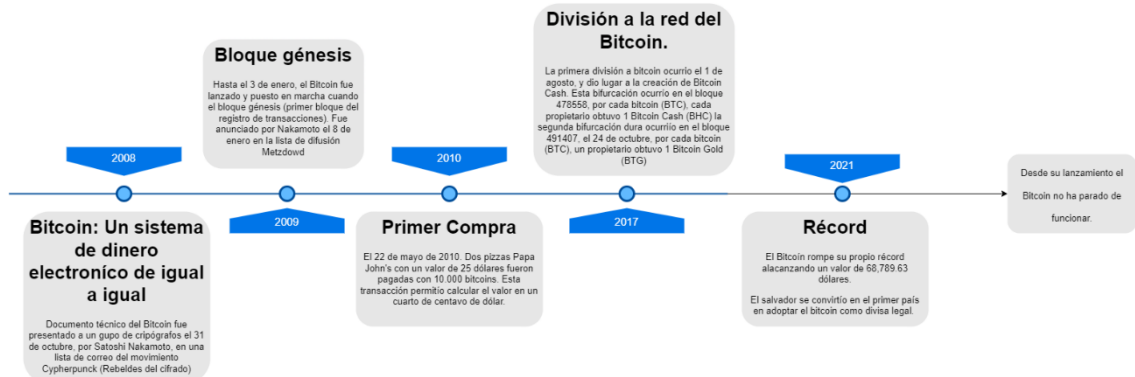 2008
Bitcoin: Un sistema
de dinero
electroníco de igual
a igual
Documento técnico del Bitcoin fue
presentado a un gupo de cripógrafos el 31
de octubre, por Satoshi Nakamoto, en una
lista de correo del movimiento
Cypherpunck (Rebeldes del cifrado)
Bloque génesis
Hasta el 3 de enero, el Bitcoin fue
lanzado y puesto en marcha cuando
el bloque génesis (primer bloque del
registro de transacciones). Fue
anunciado por Nakamoto el 8 de
enero en la lista de difusión
Metzdowd
2009
2010
Primer Compra
El 22 de mayo de 2010. Dos pizzas Papa
John's con un valor de 25 dólares fueron
pagadas con 10.000 bitcoins. Esta
transacción permitío calcular el valor en un
cuarto de centavo de dólar.
División a la red del
Bitcoin.
La primera división a bitcoin ocurrio el 1 de
agosto, y dio lugar a la creación de Bitcoin
Cash. Esta bifurcación ocurrío en el bloque
478558, por cada bitcoin (BTC), cada
propietario obtuvo 1 Bitcoin Cash (BHC) la
segunda bifurcación dura ocurriío en el bloque
491407, el 24 de octubre, por cada bitcoin
(BTC), un propietario obtuvo 1 Bitcoin Gold
(BTG)
2017
2021
Récord
El Bitcoin rompe su propio récord
alacanzando un valor de 68,789.63
dólares.
El salvador se convirtío en el primer país
en adoptar el bitcoin como divisa legal.
Desde su lanzamiento el
Bitcoin no ha parado de
funcionar.